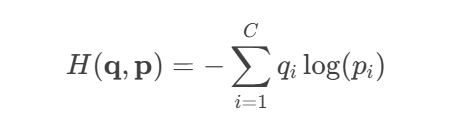 H(𝐪, 𝐩) = − ∑_{i=1}^{C} q_i log(p_i)